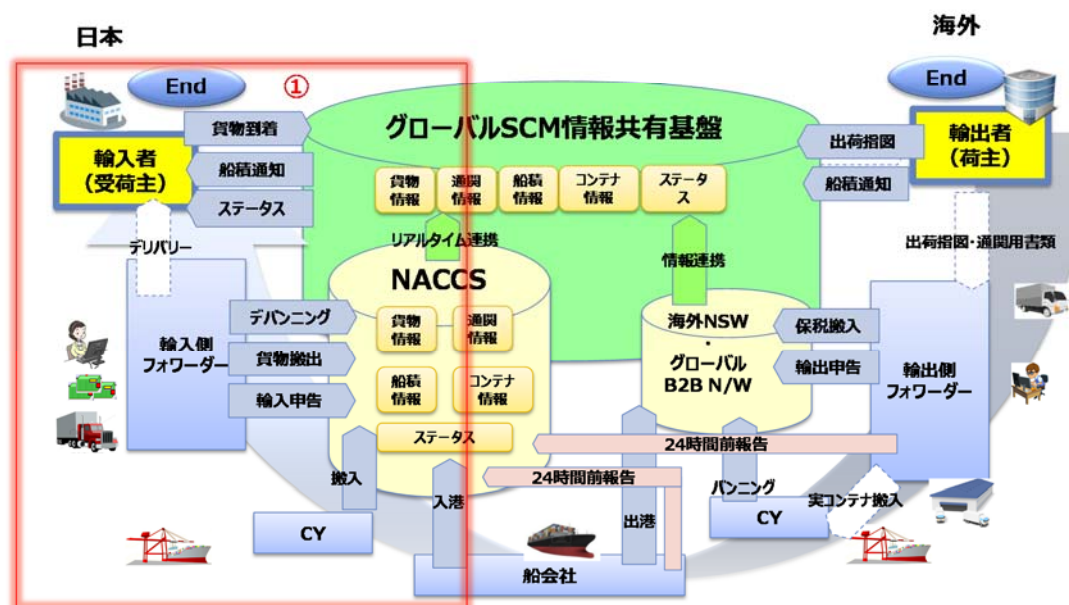 日本
海外
End
①
End
貨物到着
グローバルSCM情報共有基盤
出荷指図
輸入者
（受荷主）
輸出者
（荷主）
船積通知
船積通知
貨物
情報
通関
情報
船積
情報
コンテナ
情報
ステータ
ス
ステータス
デリバリー
リアルタイム連携
情報連携
出荷指図・通関用書類
NACCS
デバンニング
貨物
情報
通関
情報
海外NSW
・
グローバル
B2B N/W
保税搬入
輸入側
フォワーダー
貨物搬出
輸出申告
輸出側
フォワーダー
輸入申告
船積
情報
コンテナ
情報
ステータス
24時間前報告
搬入
入港
24時間前報告
出港
バンニング
実コンテナ搬入
CY
CY
船会社